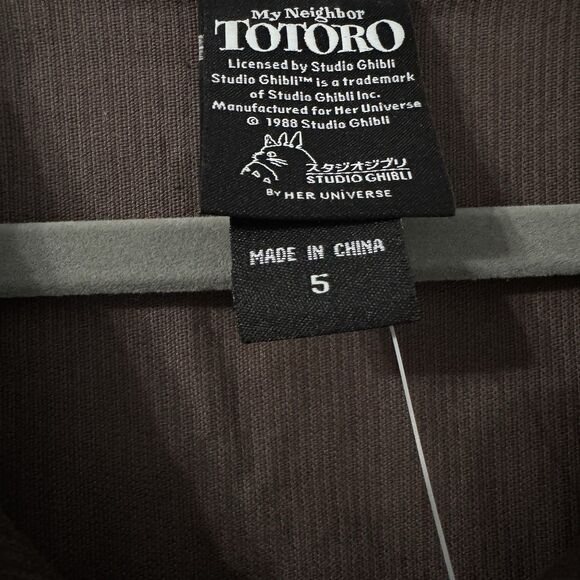 My Neighbor
TOTORO
Licensed by Studio Ghibli
Studio Ghibli™ is a trademark
of Studio Ghibli Inc.
Manufactured for Her Universe
© 1988 Studio Ghibli
スタジオジブリ
STUDIO GHIBLI
BY HER UNIVERSE
MADE IN CHINA
5